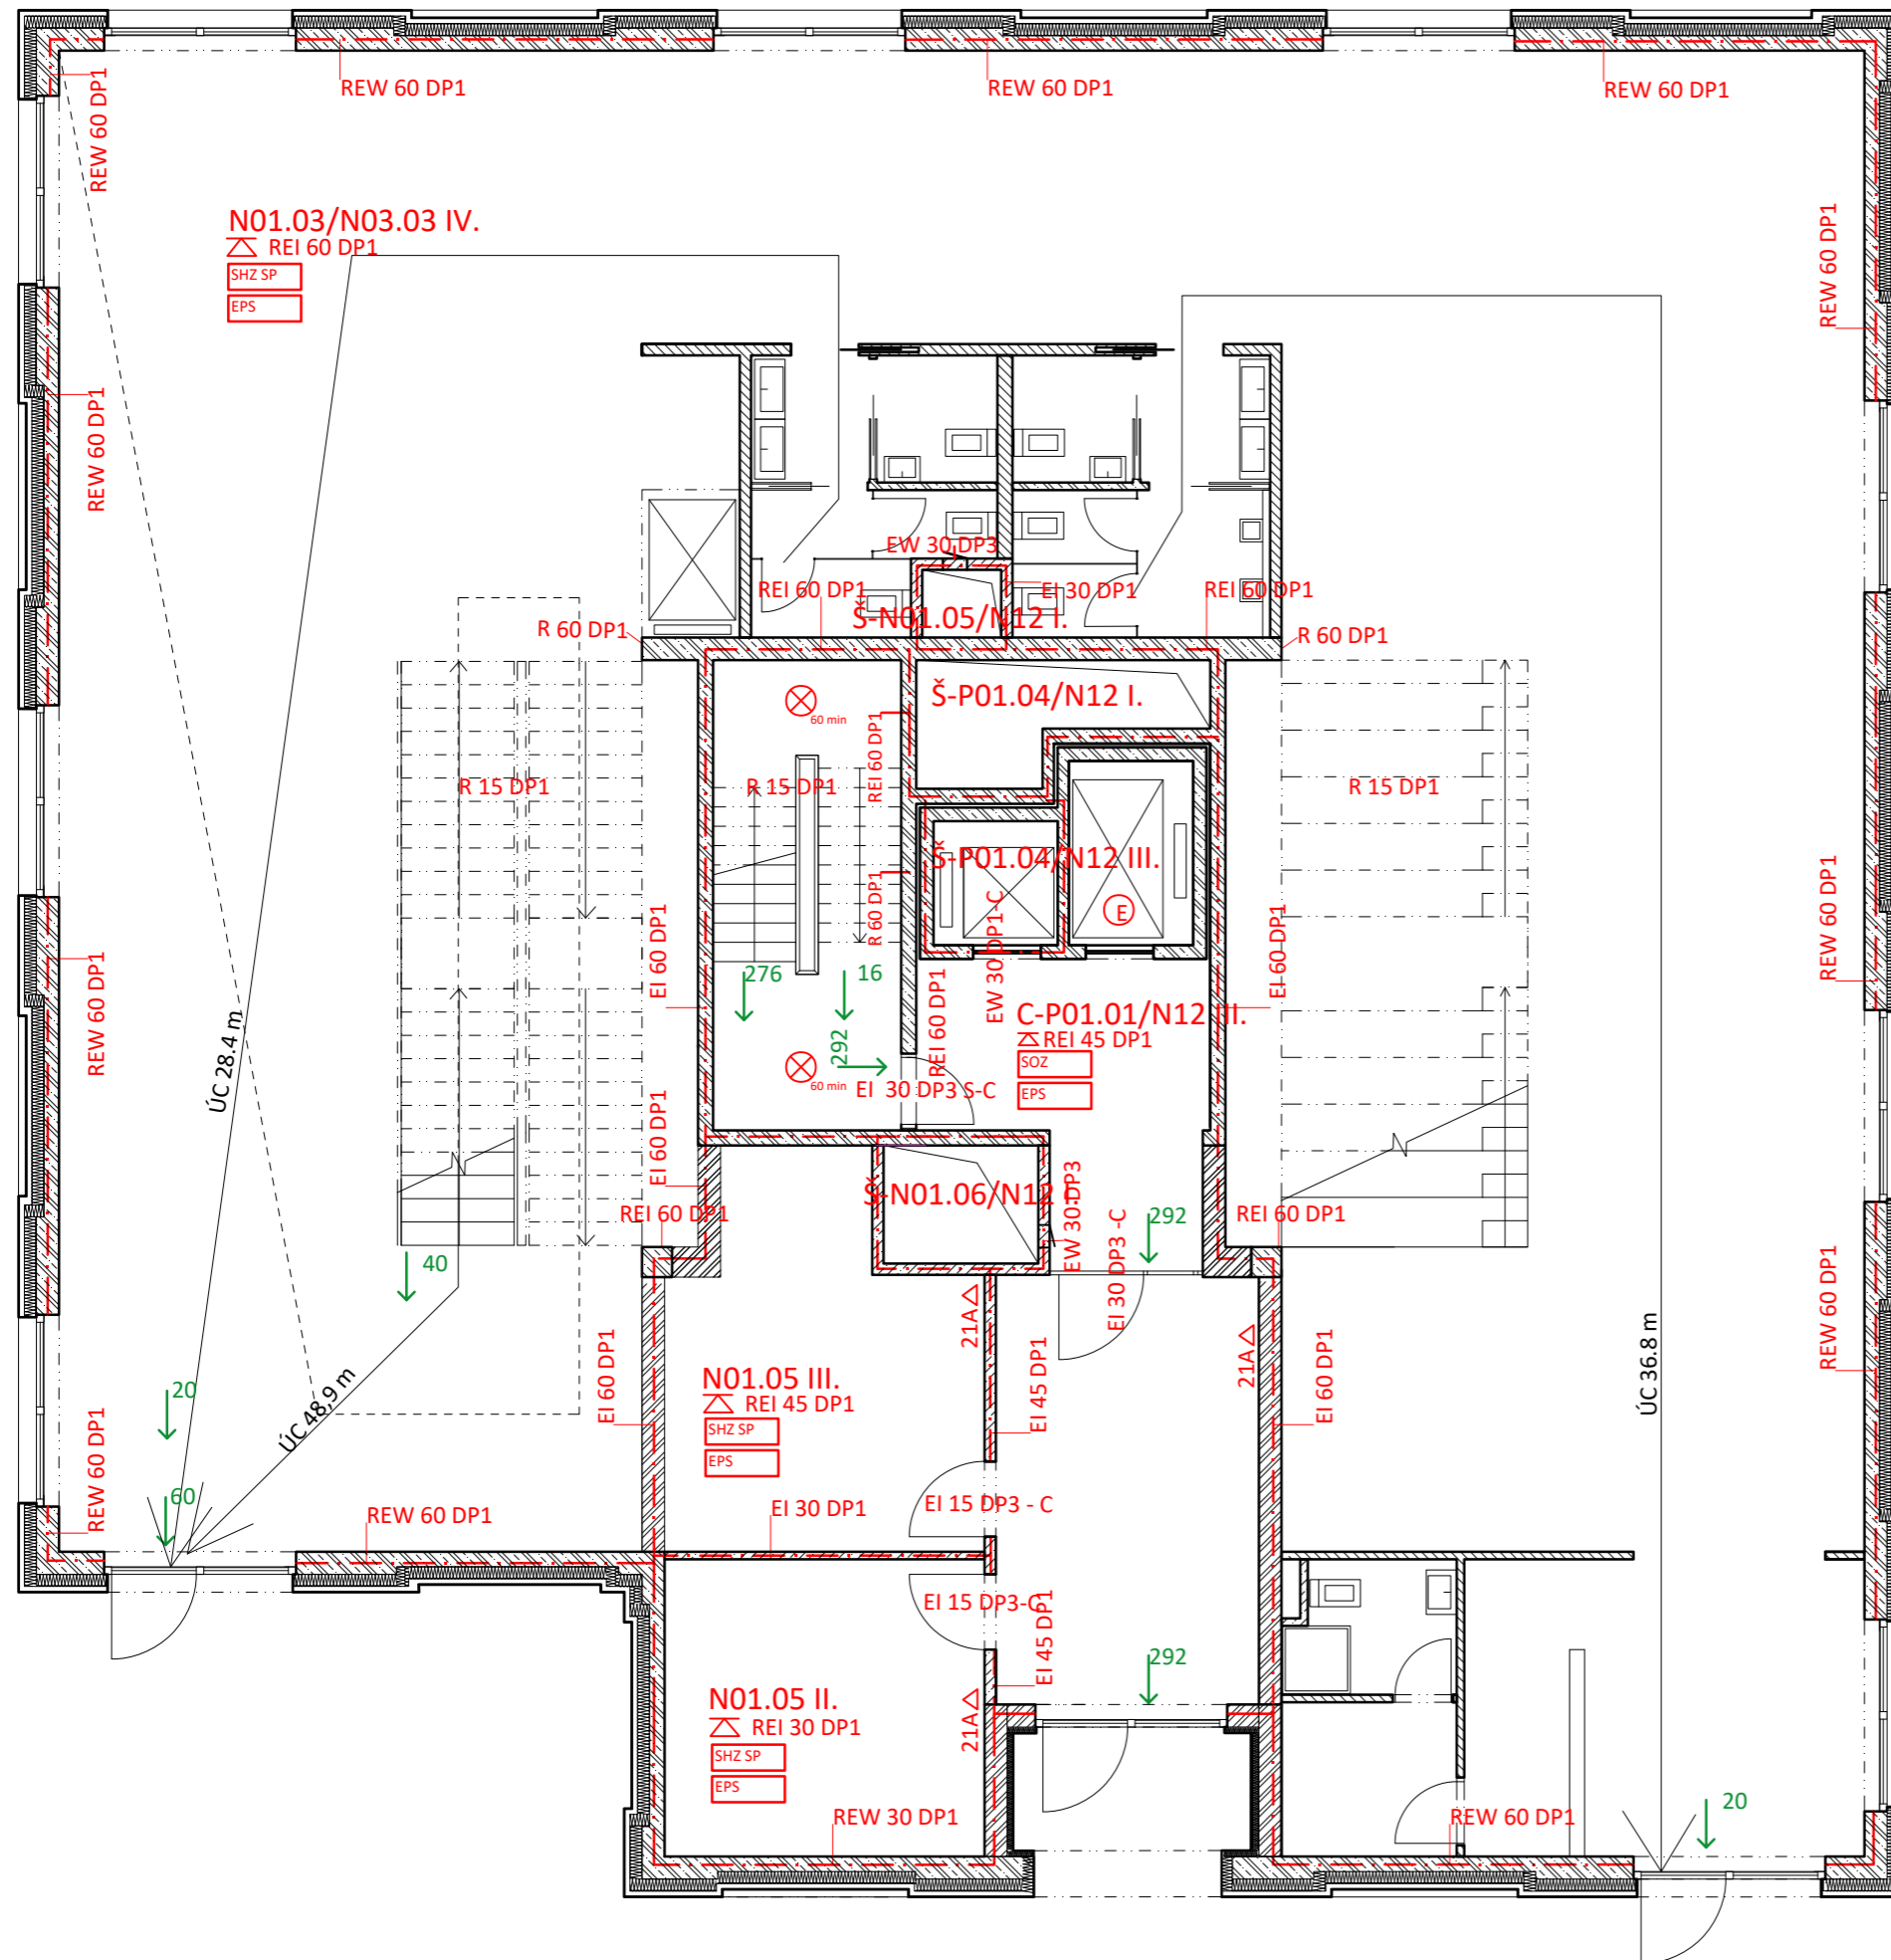 REW 60 DP1
REW 60 DP1
REW 60 DP1
REW 60 DP1
REW 60 DP1
N01.03/N03.03 IV.
REI 60 DP1
SHZ SP
EPS
REW 60 DP1
REW 60 DP1
EW 30 DP3
REI 60 DP1
EI 30 DP1
REI 60 DP1
Š-N01.05/N12 I.
R 60 DP1
R 60 DP1
Š-P01.04/N12 I.
60 min
REI 60 DP1
R 15 DP1
R 15 DP1
R 15 DP1
Š-P01.04/N12 III.
R 60 DP1
E
EW 30 DP1-C
EI 60 DP1
EI 60 DP1
REW 60 DP1
REW 60 DP1
276
16
REI 60 DP1
C-P01.01/N12 III.
REI 45 DP1
SOZ
EPS
292
60 min
EI 30 DP3 S-C
ÚC 28.4 m
EI 60 DP1
Š-N01.06/N12 I.
EW 30 DP3
REI 60 DP1
292
REI 60 DP1
EI 30 DP3 -C
40
21A
21A
REW 60 DP1
ÚC 36.8 m
EI 60 DP1
EI 45 DP1
EI 60 DP1
N01.05 III.
REI 45 DP1
SHZ SP
EPS
20
ÚC 48,9 m
60
REW 60 DP1
REW 60 DP1
EI 30 DP1
EI 15 DP3 - C
EI 15 DP3-C
EI 45 DP1
292
N01.05 II.
REI 30 DP1
SHZ SP
EPS
21A
REW 30 DP1
REW 60 DP1
20